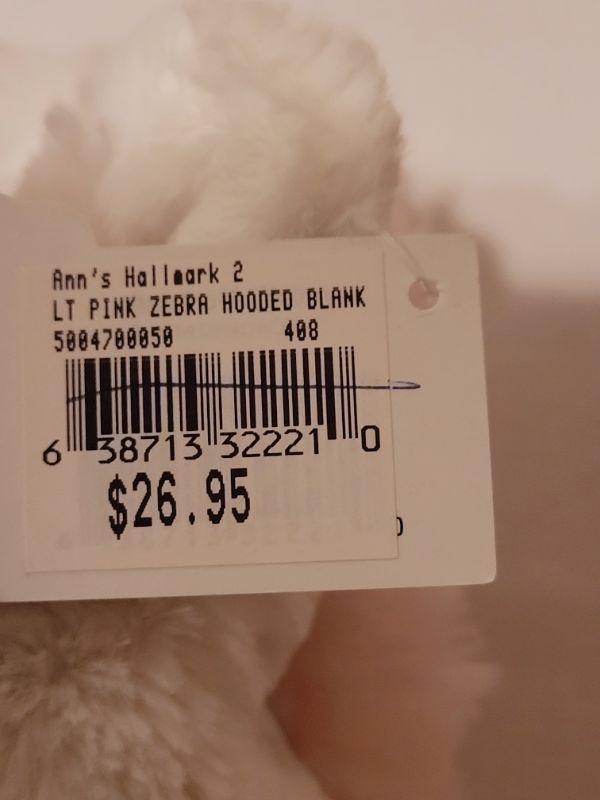 Ann's Hallmark 2
LT PINK ZEBRA HOODED BLANK
5004700050 408
6 38713 32221 0
$26.95